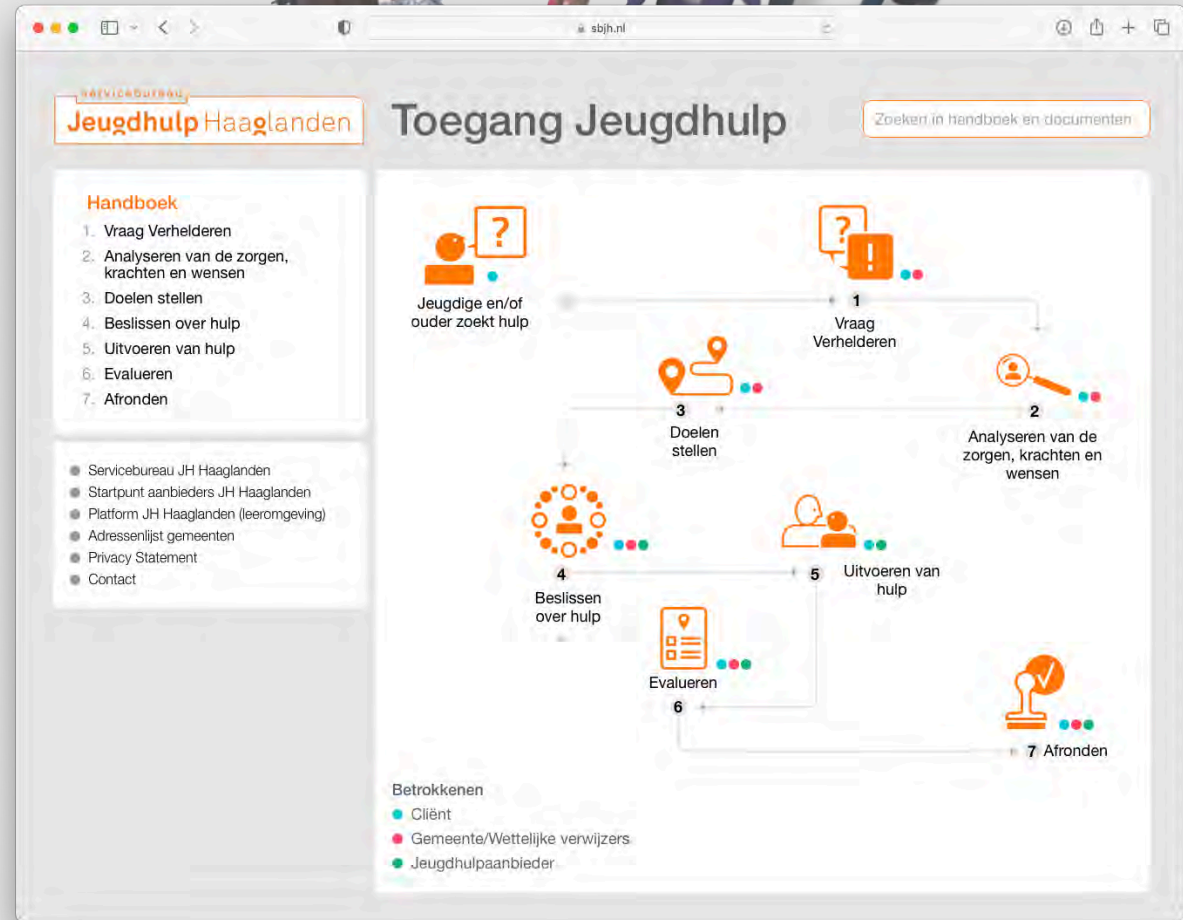 sbjh.nl
servicebureau
Jeugdhulp Haaglanden
Toegang Jeugdhulp
Zoeken in handboek en documenten
Handboek
1. Vraag Verhelderen
2. Analyseren van de zorgen,
krachten en wensen
3. Doelen stellen
4. Beslissen over hulp
5. Uitvoeren van hulp
6. Evalueren
7. Afronden
Servicebureau JH Haaglanden
Startpunt aanbieders JH Haaglanden
Platform JH Haaglanden (leeromgeving)
Adressenlijst gemeenten
Privacy Statement
Contact
?
Jeugdige en/of
ouder zoekt hulp
? !
1
Vraag
Verhelderen
2
Analyseren van de
zorgen, krachten en
wensen
3
Doelen
stellen
4
Beslissen
over hulp
5 Uitvoeren van
hulp
Evalueren
6
7 Afronden
Betrokkenen
Cliënt
Gemeente/Wettelijke verwijzers
Jeugdhulpaanbieder